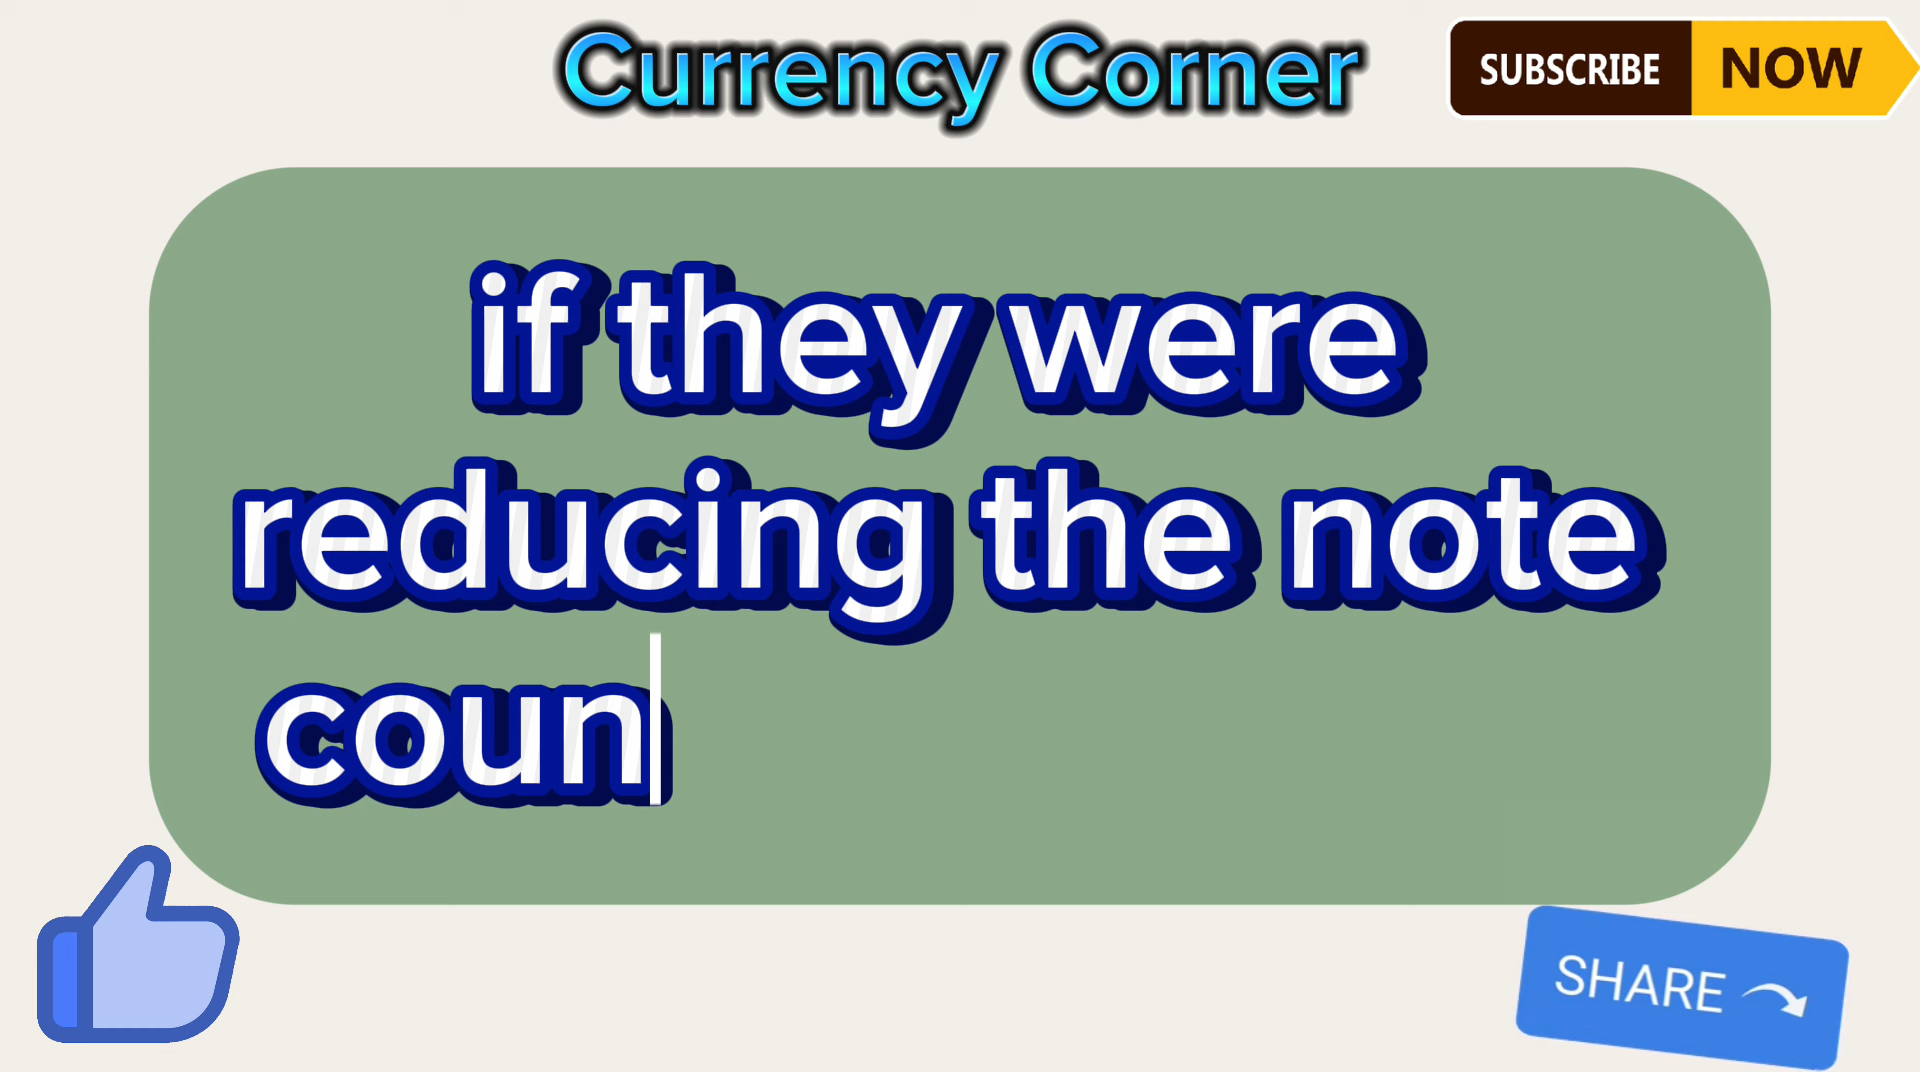 Currency Corner
SUBSCRIBE NOW
if they were
reducing the note
coun
SHARE